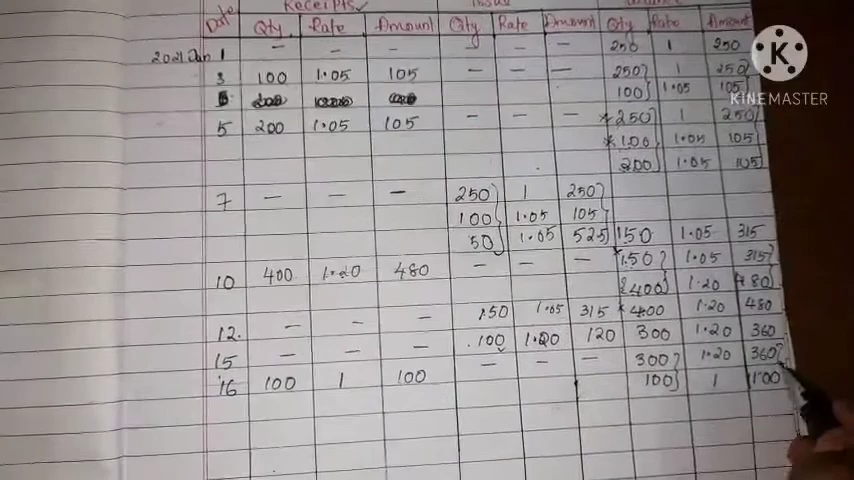 Receipts Issue
Date Qty Rate Amount Qty Rate Amount Qty Rate Amount
2021 Jan 1 — — — — — — 250 1 250
3 100 1.05 105 — — — 250 1 250
100 1.05 105
5 200 1.05 105 — — — *250 1 250
*100 1.05 105
200 1.05 105
7 — — — 250 1 250
100 1.05 105
50 1.05 525 150 1.05 315
10 400 1.20 480 — — — 150 1.05 315
400 1.20 480
12. — — — 150 1.05 315 *400 1.20 480
15 — — — 100 1.20 120 300 1.20 360
16 100 1 100 — — — 300 1.20 360
100 1 100
K
KINEMASTER